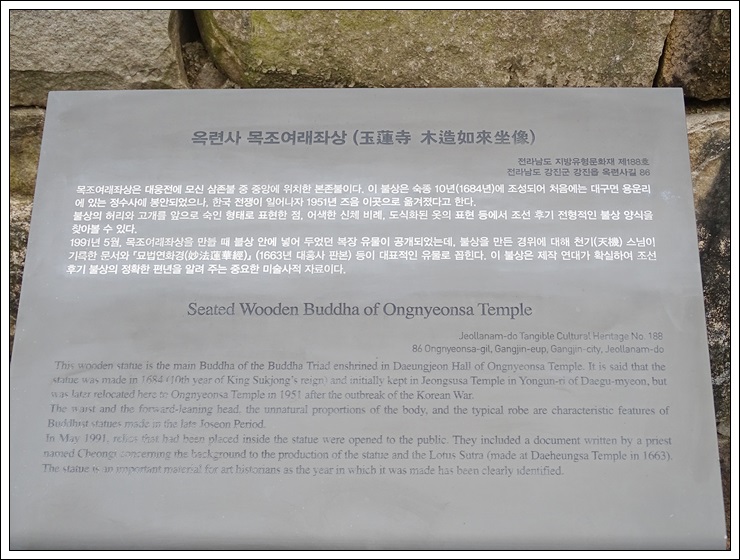 옥련사 목조여래좌상 (玉蓮寺 木造如來坐像)
전라남도 지방유형문화재 제188호
전라남도 강진군 강진읍 옥련사길 86
목조여래좌상은 대웅전에 모신 삼존불 중 중앙에 위치한 본존불이다. 이 불상은 숙종 10년(1684년)에 조성되어 처음에는 대구면 용운리
에 있는 정수사에 봉안되었으나, 한국 전쟁이 일어나자 1951년 즈음 이곳으로 옮겨졌다고 한다.
불상의 허리와 고개를 앞으로 숙인 형태로 표현한 점, 어색한 신체 비례, 도식화된 옷의 표현 등에서 조선 후기 전형적인 불상 양식을
찾아볼 수 있다.
1991년 5월, 목조여래좌상을 만들 때 불상 안에 넣어 두었던 복장 유물이 공개되었는데, 불상을 만든 경위에 대해 천기(天機) 스님이
기록한 문서와 『묘법연화경(妙法蓮華經)』 (1663년 대흥사 판본) 등이 대표적인 유물로 꼽힌다. 이 불상은 제작 연대가 확실하여 조선
후기 불상의 정확한 편년을 알려 주는 중요한 미술사적 자료이다.
Seated Wooden Buddha of Ongnyeonsa Temple
Jeollanam-do Tangible Cultural Heritage No. 188
86 Ongnyeonsa-gil, Gangjin-eup, Gangjin-city, Jeollanam-do
This wooden statue is the main Buddha of the Buddha Triad enshrined in Daeungjeon Hall of Ongnyeonsa Temple. It is said that the
statue was made in 1684 (10th year of King Sukjong's reign) and initially kept in Jeongsusa Temple in Yongun-ri of Daegu-myeon, but
was later relocated here to Ongnyeonsa Temple in 1951 after the outbreak of the Korean War.
The waist and the forward-leaning head, the unnatural proportions of the body, and the typical robe are characteristic features of
Buddhist statues made in the late Joseon Period.
In May 1991, relics that had been placed inside the statue were opened to the public. They included a document written by a priest
named Cheongi concerning the background to the production of the statue and the Lotus Sutra (made at Daeheungsa Temple in 1663).
The statue is an important material for art historians as the year in which it was made has been clearly identified.